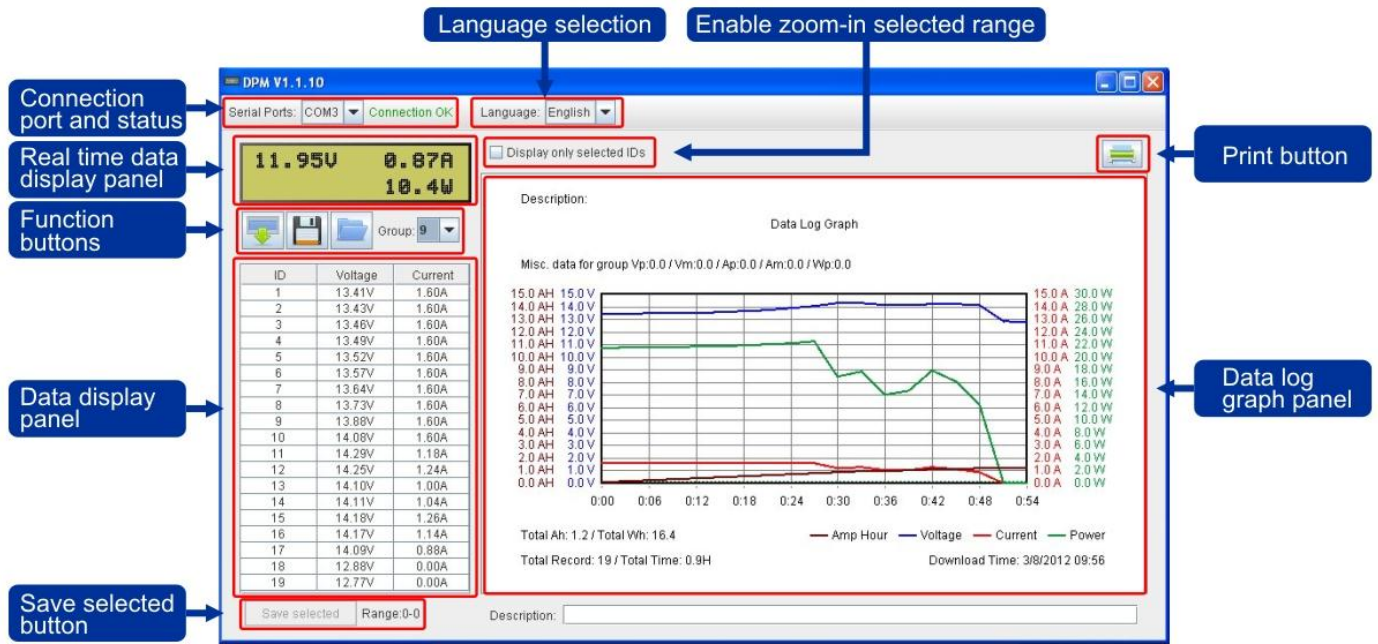 Language selection
Enable zoom-in selected range
DPM V1.1.10
Connection
port and status
Serial Ports: COM3 Connection OK
Language: English
Real time data
display panel
11.95V 0.87A
10.4W
Display only selected IDs
Print button
Function
buttons
Group: 9
Description:
Data Log Graph
Misc. data for group Vp:0.0 / Vm:0.0 / Ap:0.0 / Am:0.0 / Wp:0.0
Data display
panel
ID Voltage Current
1 13.41V 1.60A
2 13.43V 1.60A
3 13.46V 1.60A
4 13.49V 1.60A
5 13.52V 1.60A
6 13.57V 1.60A
7 13.64V 1.60A
8 13.73V 1.60A
9 13.88V 1.60A
10 14.08V 1.60A
11 14.29V 1.18A
12 14.25V 1.24A
13 14.10V 1.00A
14 14.11V 1.04A
15 14.18V 1.26A
16 14.17V 1.14A
17 14.09V 0.88A
18 12.88V 0.00A
19 12.77V 0.00A
15.0 AH 15.0 V 15.0 A 30.0 W
14.0 AH 14.0 V 14.0 A 28.0 W
13.0 AH 13.0 V 13.0 A 26.0 W
12.0 AH 12.0 V 12.0 A 24.0 W
11.0 AH 11.0 V 11.0 A 22.0 W
10.0 AH 10.0 V 10.0 A 20.0 W
9.0 AH 9.0 V 9.0 A 18.0 W
8.0 AH 8.0 V 8.0 A 16.0 W
7.0 AH 7.0 V 7.0 A 14.0 W
6.0 AH 6.0 V 6.0 A 12.0 W
5.0 AH 5.0 V 5.0 A 10.0 W
4.0 AH 4.0 V 4.0 A 8.0 W
3.0 AH 3.0 V 3.0 A 6.0 W
2.0 AH 2.0 V 2.0 A 4.0 W
1.0 AH 1.0 V 1.0 A 2.0 W
0.0 AH 0.0 V 0.0 A 0.0 W
0:00 0:06 0:12 0:18 0:24 0:30 0:36 0:42 0:48 0:54
Data log
graph panel
Total Ah: 1.2 / Total Wh: 16.4
Amp Hour Voltage Current Power
Total Record: 19 / Total Time: 0.9H
Download Time: 3/8/2012 09:56
Save selected
button
Save selected Range:0-0
Description: